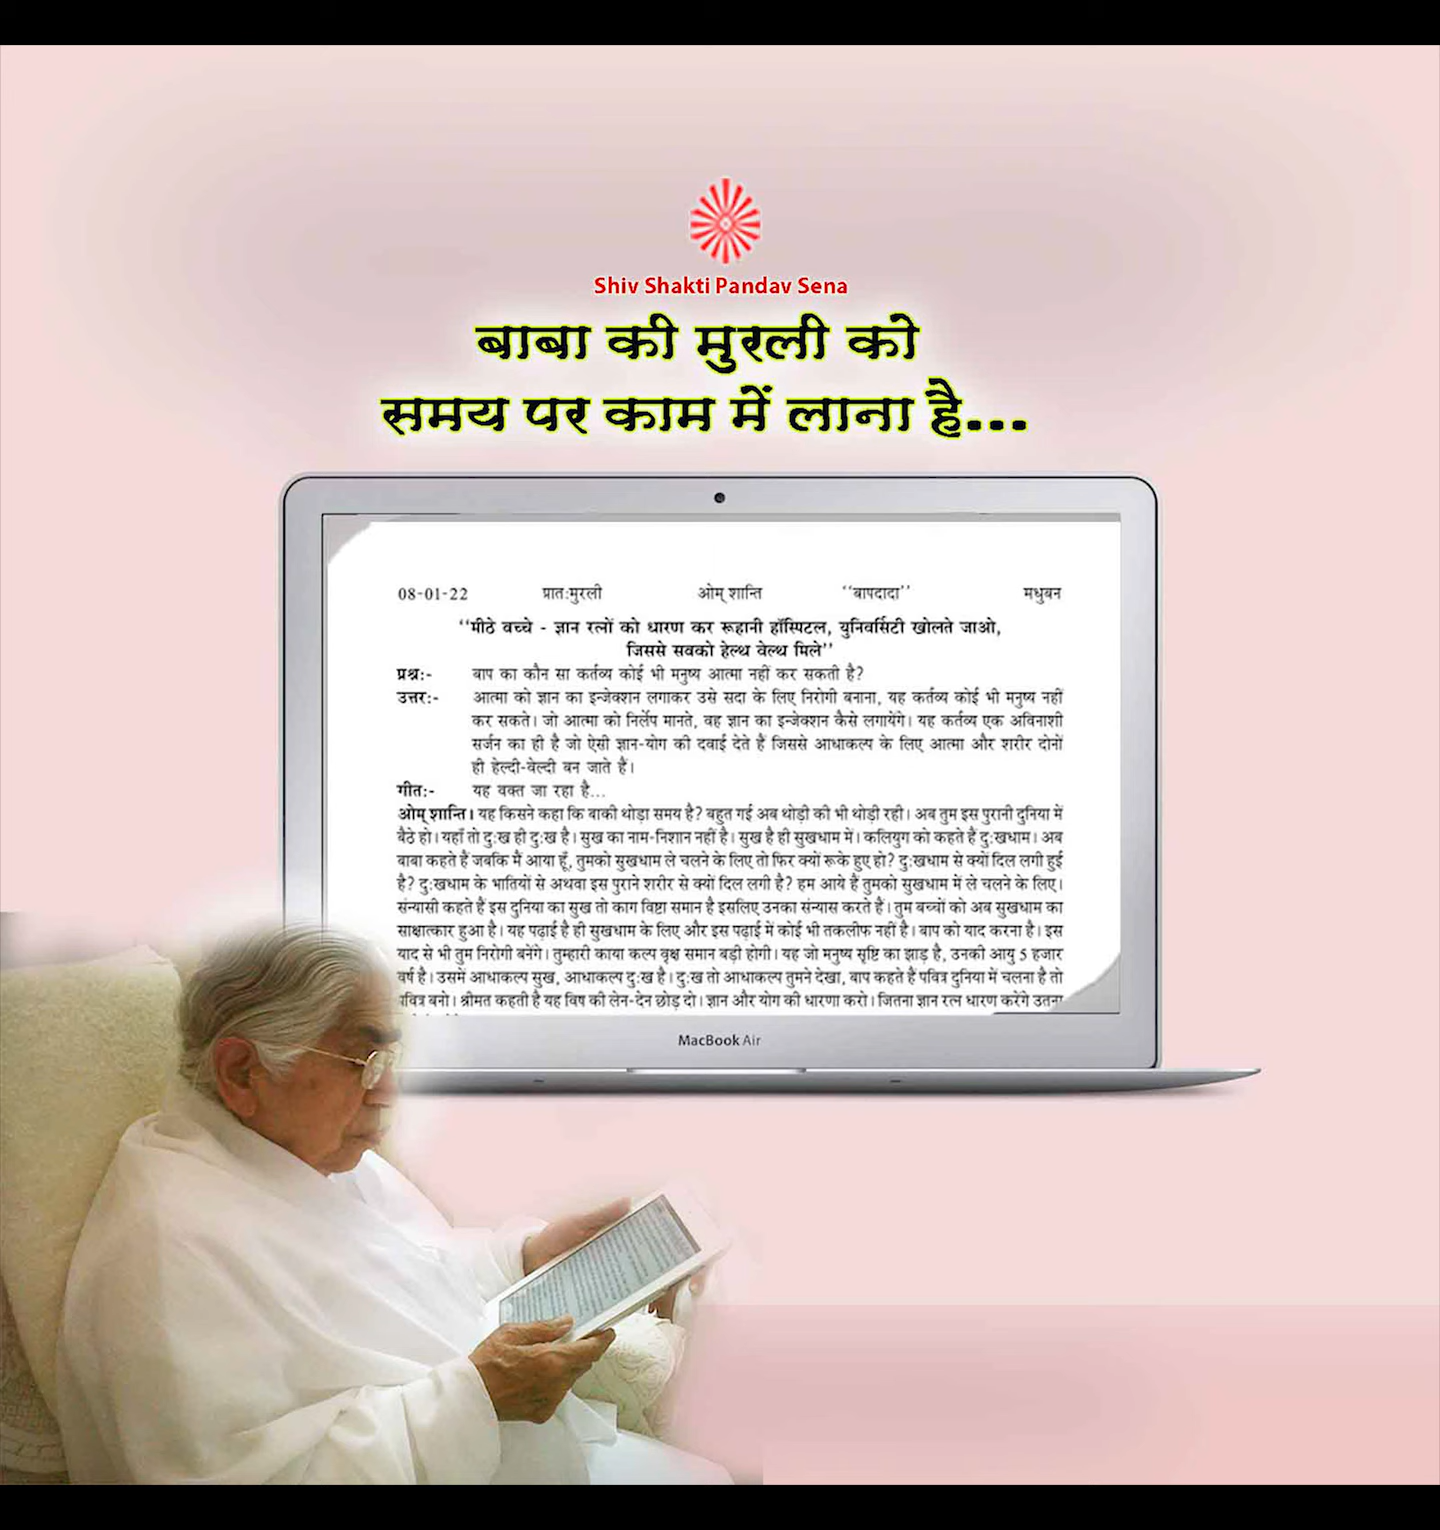 Shiv Shakti Pandav Sena
बाबा की मुरली को
समय पर काम में लाना है...
08-01-22 प्रात:मुरली ओम् शान्ति ‘‘बापदादा’’ मधुबन
‘‘मीठे बच्चे - ज्ञान रत्नों को धारण कर रूहानी हॉस्पिटल, युनिवर्सिटी खोलते जाओ,
जिससे सबको हेल्थ वेल्थ मिले’’
प्रश्न:- बाप का कौन सा कर्तव्य कोई भी मनुष्य आत्मा नहीं कर सकती है?
उत्तर:- आत्मा को ज्ञान का इन्जेक्शन लगाकर उसे सदा के लिए निरोगी बनाना, यह कर्तव्य कोई भी मनुष्य नहीं
कर सकते। जो आत्मा को निर्लेप मानते, वह ज्ञान का इन्जेक्शन कैसे लगायेंगे। यह कर्तव्य एक अविनाशी
सर्जन का ही है जो ऐसी ज्ञान-योग की दवाई देते हैं जिससे आधाकल्प के लिए आत्मा और शरीर दोनों
ही हेल्दी-वेल्दी बन जाते हैं।
गीत:- यह वक्त जा रहा है...
ओम् शान्ति। यह किसने कहा कि बाकी थोड़ा समय है? बहुत गई अब थोड़ी की भी थोड़ी रही। अब तुम इस पुरानी दुनिया में
बैठे हो। यहाँ तो दु:ख ही दु:ख है। सुख का नाम-निशान नहीं है। सुख है ही सुखधाम में। कलियुग को कहते हैं दु:खधाम। अब
बाबा कहते हैं जबकि मैं आया हूँ, तुमको सुखधाम ले चलने के लिए तो फिर क्यों रूके हुए हो? दु:खधाम से क्यों दिल लगी हुई
है? दु:खधाम के भातियों से अथवा इस पुराने शरीर से क्यों दिल लगी है? हम आये हैं तुमको सुखधाम में ले चलने के लिए।
संन्यासी कहते हैं इस दुनिया का सुख तो काग विष्टा समान है इसलिए उनका संन्यास करते हैं। तुम बच्चों को अब सुखधाम का
साक्षात्कार हुआ है। यह पढ़ाई है ही सुखधाम के लिए और इस पढ़ाई में कोई भी तकलीफ नहीं है। बाप को याद करना है। इस
याद से भी तुम निरोगी बनेंगे। तुम्हारी काया कल्प वृक्ष समान बड़ी होगी। यह जो मनुष्य सृष्टि का झाड़ है, उनकी आयु 5 हजार
वर्ष है। उसमें आधाकल्प सुख, आधाकल्प दु:ख है। दु:ख तो आधाकल्प तुमने देखा, बाप कहते हैं पवित्र दुनिया में चलना है तो
पवित्र बनो। श्रीमत कहती है यह विष की लेन-देन छोड़ दो। ज्ञान और योग की धारणा करो। जितना ज्ञान रत्न धारण करेंगे उतना
MacBook Air